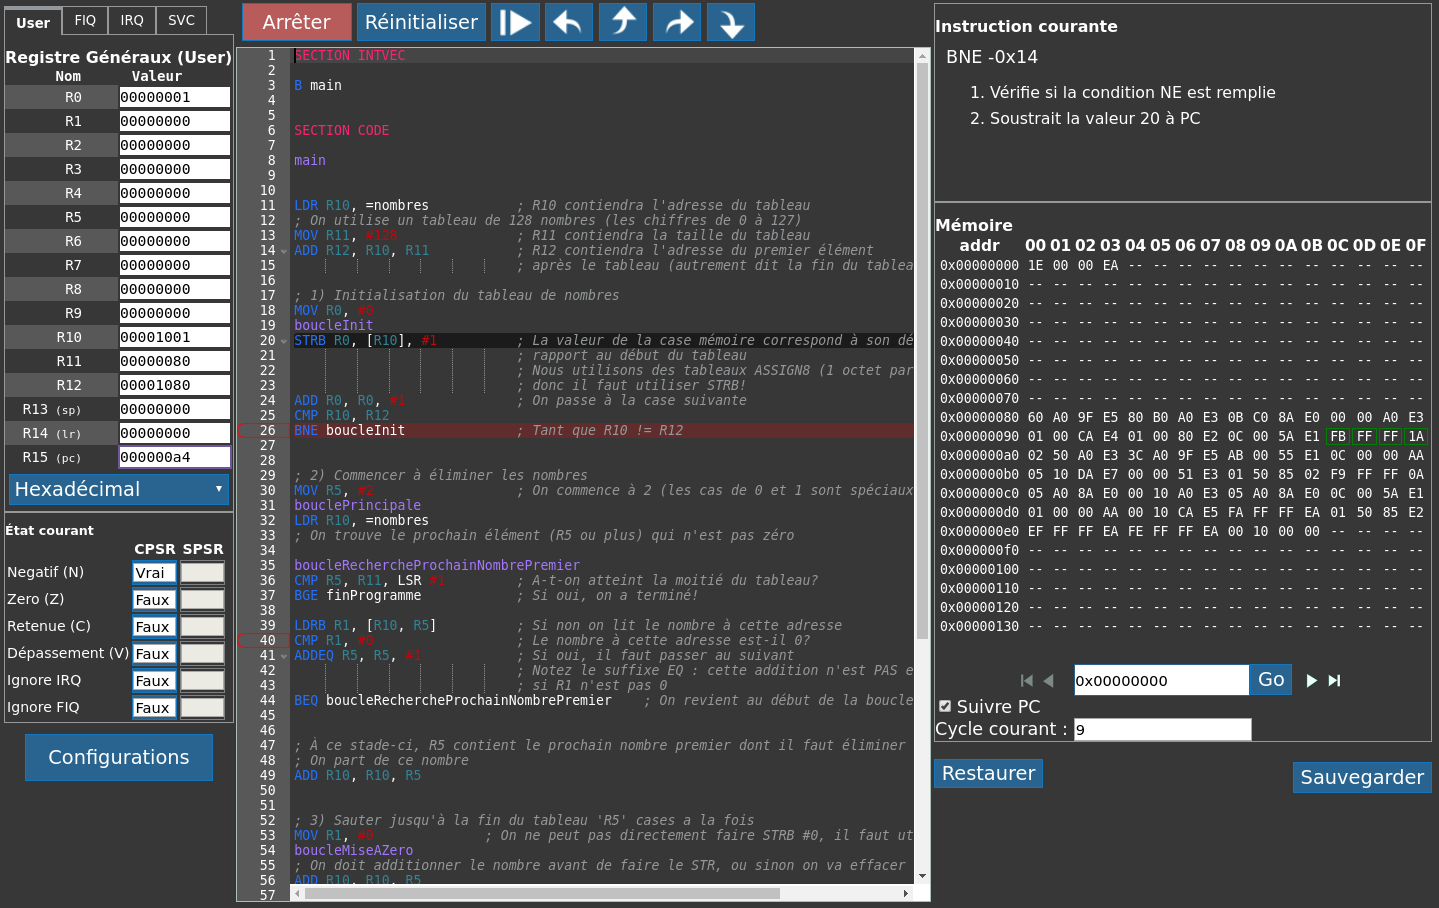 User FIQ IRQ SVC
Registre Généraux (User)
Nom Valeur
R0 00000001
R1 00000000
R2 00000000
R3 00000000
R4 00000000
R5 00000000
R6 00000000
R7 00000000
R8 00000000
R9 00000000
R10 00001001
R11 00000080
R12 00001080
R13 (sp) 00000000
R14 (lr) 00000000
R15 (pc) 000000a4
Hexadécimal
État courant
CPSR SPSR
Negatif (N) Vrai
Zero (Z) Faux
Retenue (C) Faux
Dépassement (V) Faux
Ignore IRQ Faux
Ignore FIQ Faux
Configurations
Arrêter Réinitialiser
1 SECTION INTVEC
2
3 B main
4
5
6 SECTION CODE
7
8 main
9
10
11 LDR R10, =nombres ; R10 contiendra l'adresse du tableau
12 ; On utilise un tableau de 128 nombres (les chiffres de 0 à 127)
13 MOV R11, #128 ; R11 contiendra la taille du tableau
14 ADD R12, R10, R11 ; R12 contiendra l'adresse du premier élément
15 ; après le tableau (autrement dit la fin du tablea
16
17 ; 1) Initialisation du tableau de nombres
18 MOV R0, #0
19 boucleInit
20 STRB R0, [R10], #1 ; La valeur de la case mémoire correspond à son dé
21 ; rapport au début du tableau
22 ; Nous utilisons des tableaux ASSIGN8 (1 octet par
23 ; donc il faut utiliser STRB!
24 ADD R0, R0, #1 ; On passe à la case suivante
25 CMP R10, R12
26 BNE boucleInit ; Tant que R10 != R12
27
28
29 ; 2) Commencer à éliminer les nombres
30 MOV R5, #2 ; On commence à 2 (les cas de 0 et 1 sont spéciaux
31 bouclePrincipale
32 LDR R10, =nombres
33 ; On trouve le prochain élément (R5 ou plus) qui n'est pas zéro
34
35 boucleRechercheProchainNombrePremier
36 CMP R5, R11, LSR #1 ; A-t-on atteint la moitié du tableau?
37 BGE finProgramme ; Si oui, on a terminé!
38
39 LDRB R1, [R10, R5] ; Si non on lit le nombre à cette adresse
40 CMP R1, #0 ; Le nombre à cette adresse est-il 0?
41 ADDEQ R5, R5, #1 ; Si oui, il faut passer au suivant
42 ; Notez le suffixe EQ : cette addition n'est PAS e
43 ; si R1 n'est pas 0
44 BEQ boucleRechercheProchainNombrePremier ; On revient au début de la boucle
45
46
47 ; À ce stade-ci, R5 contient le prochain nombre premier dont il faut éliminer
48 ; On part de ce nombre
49 ADD R10, R10, R5
50
51
52 ; 3) Sauter jusqu'à la fin du tableau 'R5' cases a la fois
53 MOV R1, #0 ; On ne peut pas directement faire STRB #0, il faut ut
54 boucleMiseAZero
55 ; On doit additionner le nombre avant de faire le STR, ou sinon on va effacer
56 ADD R10, R10, R5
57
Instruction courante
BNE -0x14
1. Vérifie si la condition NE est remplie
2. Soustrait la valeur 20 à PC
Mémoire
addr 00 01 02 03 04 05 06 07 08 09 0A 0B 0C 0D 0E 0F
0x00000000 1E 00 00 EA -- -- -- -- -- -- -- -- -- -- -- --
0x00000010 -- -- -- -- -- -- -- -- -- -- -- -- -- -- -- --
0x00000020 -- -- -- -- -- -- -- -- -- -- -- -- -- -- -- --
0x00000030 -- -- -- -- -- -- -- -- -- -- -- -- -- -- -- --
0x00000040 -- -- -- -- -- -- -- -- -- -- -- -- -- -- -- --
0x00000050 -- -- -- -- -- -- -- -- -- -- -- -- -- -- -- --
0x00000060 -- -- -- -- -- -- -- -- -- -- -- -- -- -- -- --
0x00000070 -- -- -- -- -- -- -- -- -- -- -- -- -- -- -- --
0x00000080 60 A0 9F E5 80 B0 A0 E3 0B C0 8A E0 00 00 A0 E3
0x00000090 01 00 CA E4 01 00 80 E2 0C 00 5A E1 FB FF FF 1A
0x000000a0 02 50 A0 E3 3C A0 9F E5 AB 00 55 E1 0C 00 00 AA
0x000000b0 05 10 DA E7 00 00 51 E3 01 50 85 02 F9 FF FF 0A
0x000000c0 05 A0 8A E0 00 10 A0 E3 05 A0 8A E0 0C 00 5A E1
0x000000d0 01 00 00 AA 00 10 CA E5 FA FF FF EA 01 50 85 E2
0x000000e0 EF FF FF EA FE FF FF EA 00 10 00 00 -- -- -- --
0x000000f0 -- -- -- -- -- -- -- -- -- -- -- -- -- -- -- --
0x00000100 -- -- -- -- -- -- -- -- -- -- -- -- -- -- -- --
0x00000110 -- -- -- -- -- -- -- -- -- -- -- -- -- -- -- --
0x00000120 -- -- -- -- -- -- -- -- -- -- -- -- -- -- -- --
0x00000130 -- -- -- -- -- -- -- -- -- -- -- -- -- -- -- --
0x00000000 Go
Suivre PC
Cycle courant : 9
Restaurer Sauvegarder